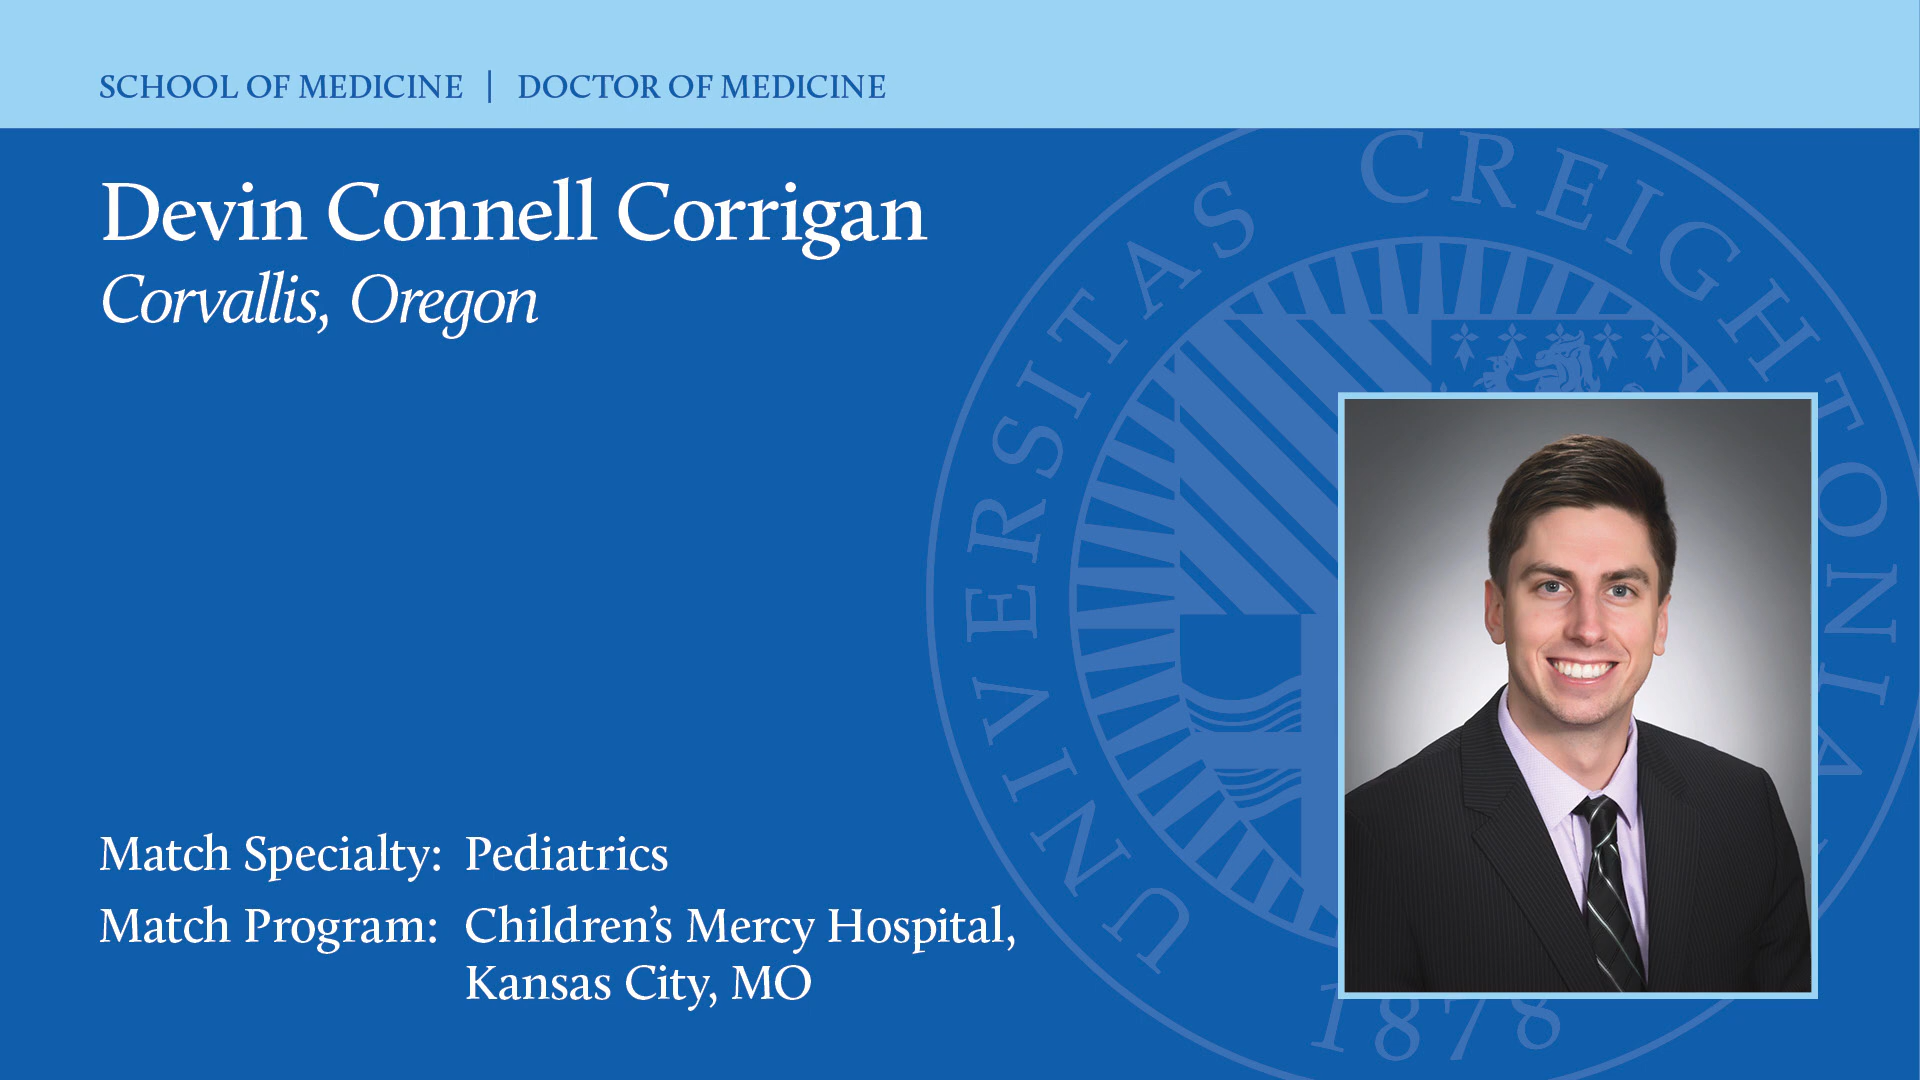 SCHOOL OF MEDICINE | DOCTOR OF MEDICINE
Devin Connell Corrigan
Corvallis, Oregon
UNIVERSITAS CREIGHTONIANA
1878
Match Specialty: Pediatrics
Match Program: Children’s Mercy Hospital,
Kansas City, MO